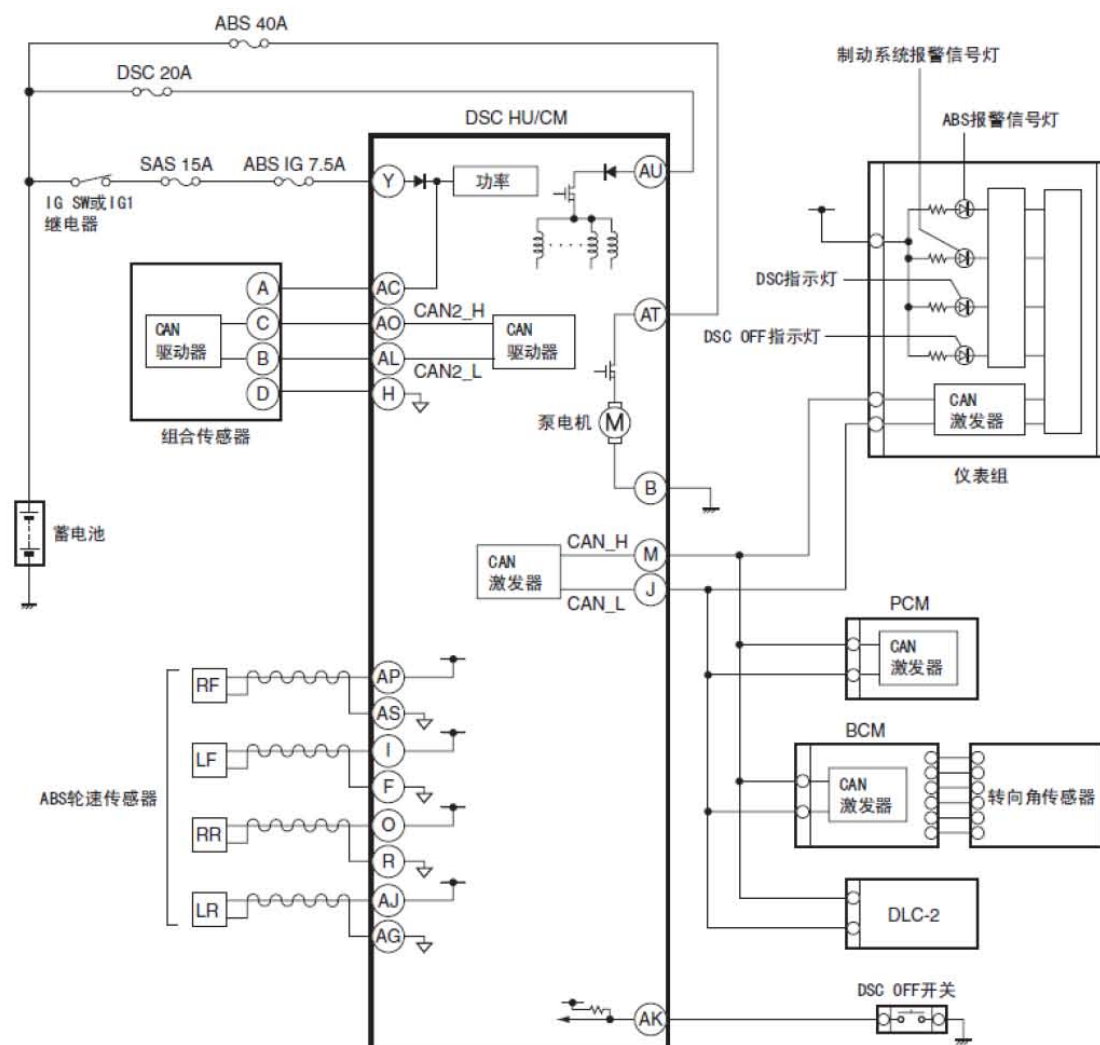 ABS 40A
DSC 20A
制动系统报警信号灯
DSC HU/CM
ABS报警信号灯
SAS 15A
ABS IG 7.5A
Y
功率
AU
IG SW或IG1
继电器
A
AC
DSC指示灯
AT
C
AO
CAN2_H
CAN
驱动器
CAN
驱动器
DSC OFF指示灯
B
AL
CAN2_L
D
H
CAN
激发器
组合传感器
泵电机
M
仪表组
B
蓄电池
CAN
激发器
CAN_H
M
CAN_L
J
PCM
CAN
激发器
RF
AP
AS
BCM
LF
I
F
CAN
激发器
转向角传感器
ABS轮速传感器
RR
O
R
LR
AJ
AG
DLC-2
DSC OFF开关
AK